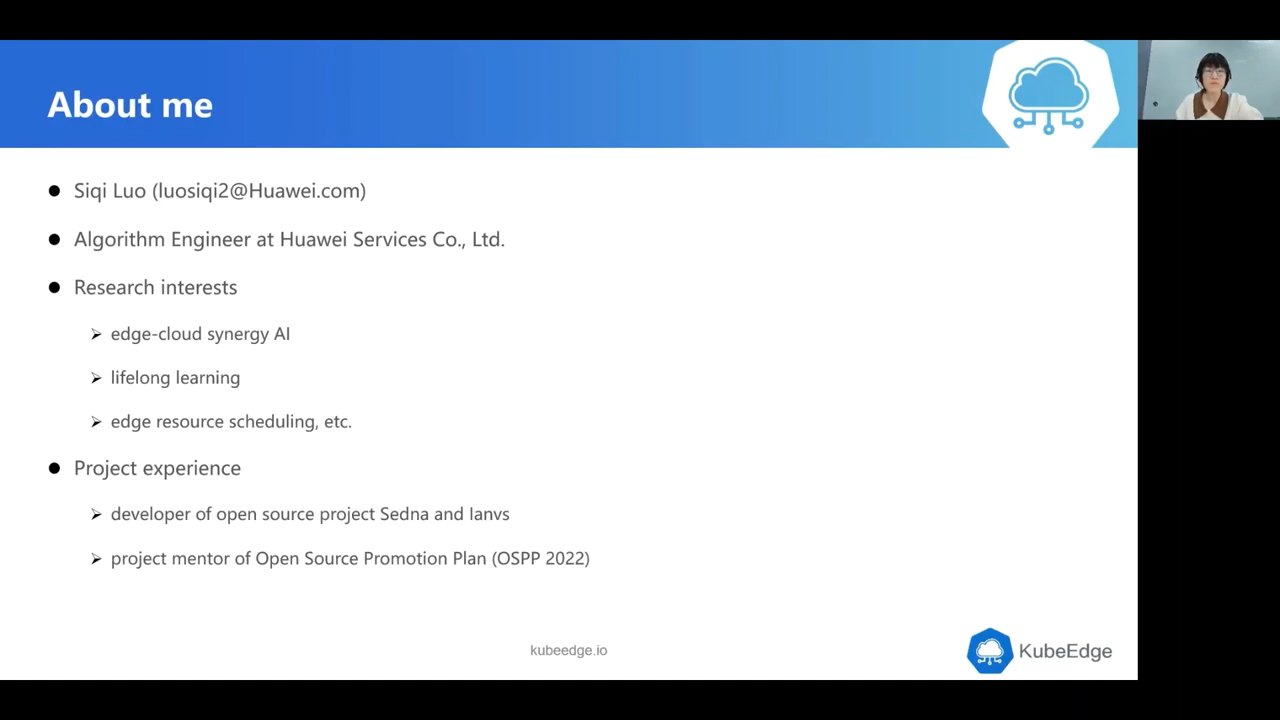 About me
Siqi Luo (luosiqi2@Huawei.com)
Algorithm Engineer at Huawei Services Co., Ltd.
Research interests
edge-cloud synergy AI
lifelong learning
edge resource scheduling, etc.
Project experience
developer of open source project Sedna and Ianvs
project mentor of Open Source Promotion Plan (OSPP 2022)
kubeedge.io
KubeEdge